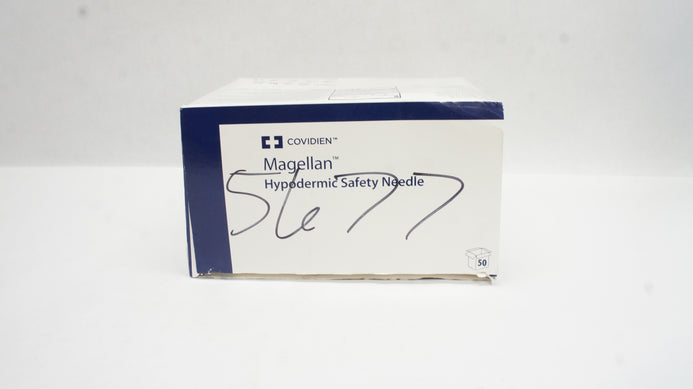 COVIDIEN™
Magellan™
Hypodermic Safety Needle
5677
50